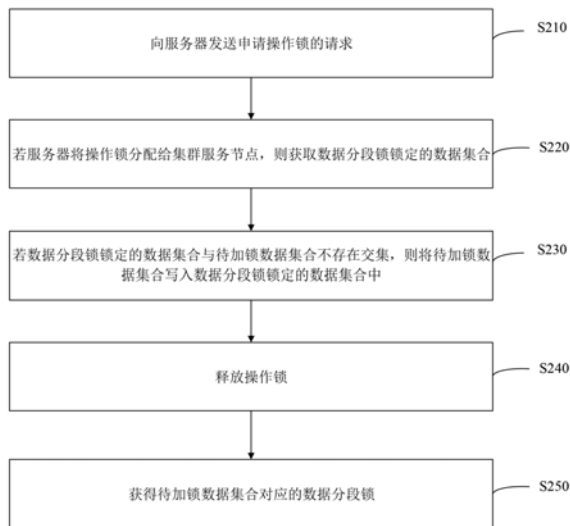 向服务器发送申请操作锁的请求
S210
若服务器将操作锁分配给集群服务节点，则获取数据分段锁锁定的数据集合
S220
若数据分段锁锁定的数据集合与待加锁数据集合不存在交集，则将待加锁数
据集合写入数据分段锁锁定的数据集合中
S230
释放操作锁
S240
获得待加锁数据集合对应的数据分段锁
S250